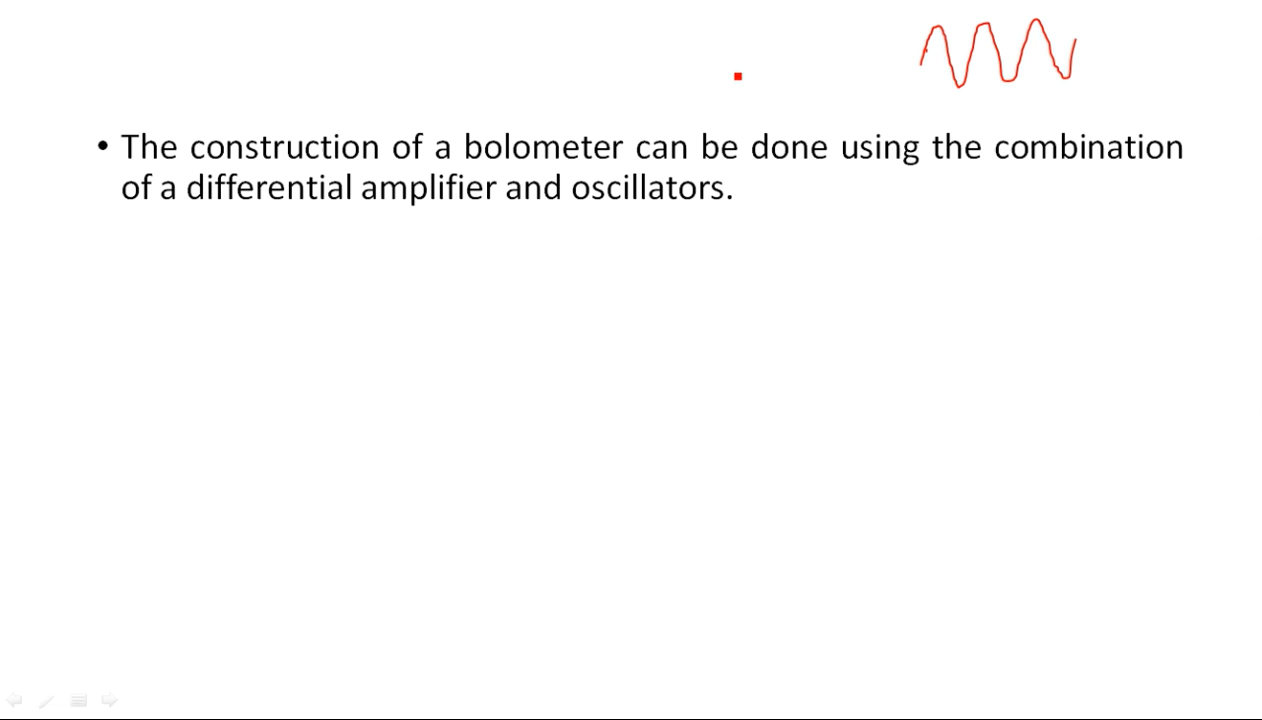 • The construction of a bolometer can be done using the combination
of a differential amplifier and oscillators.